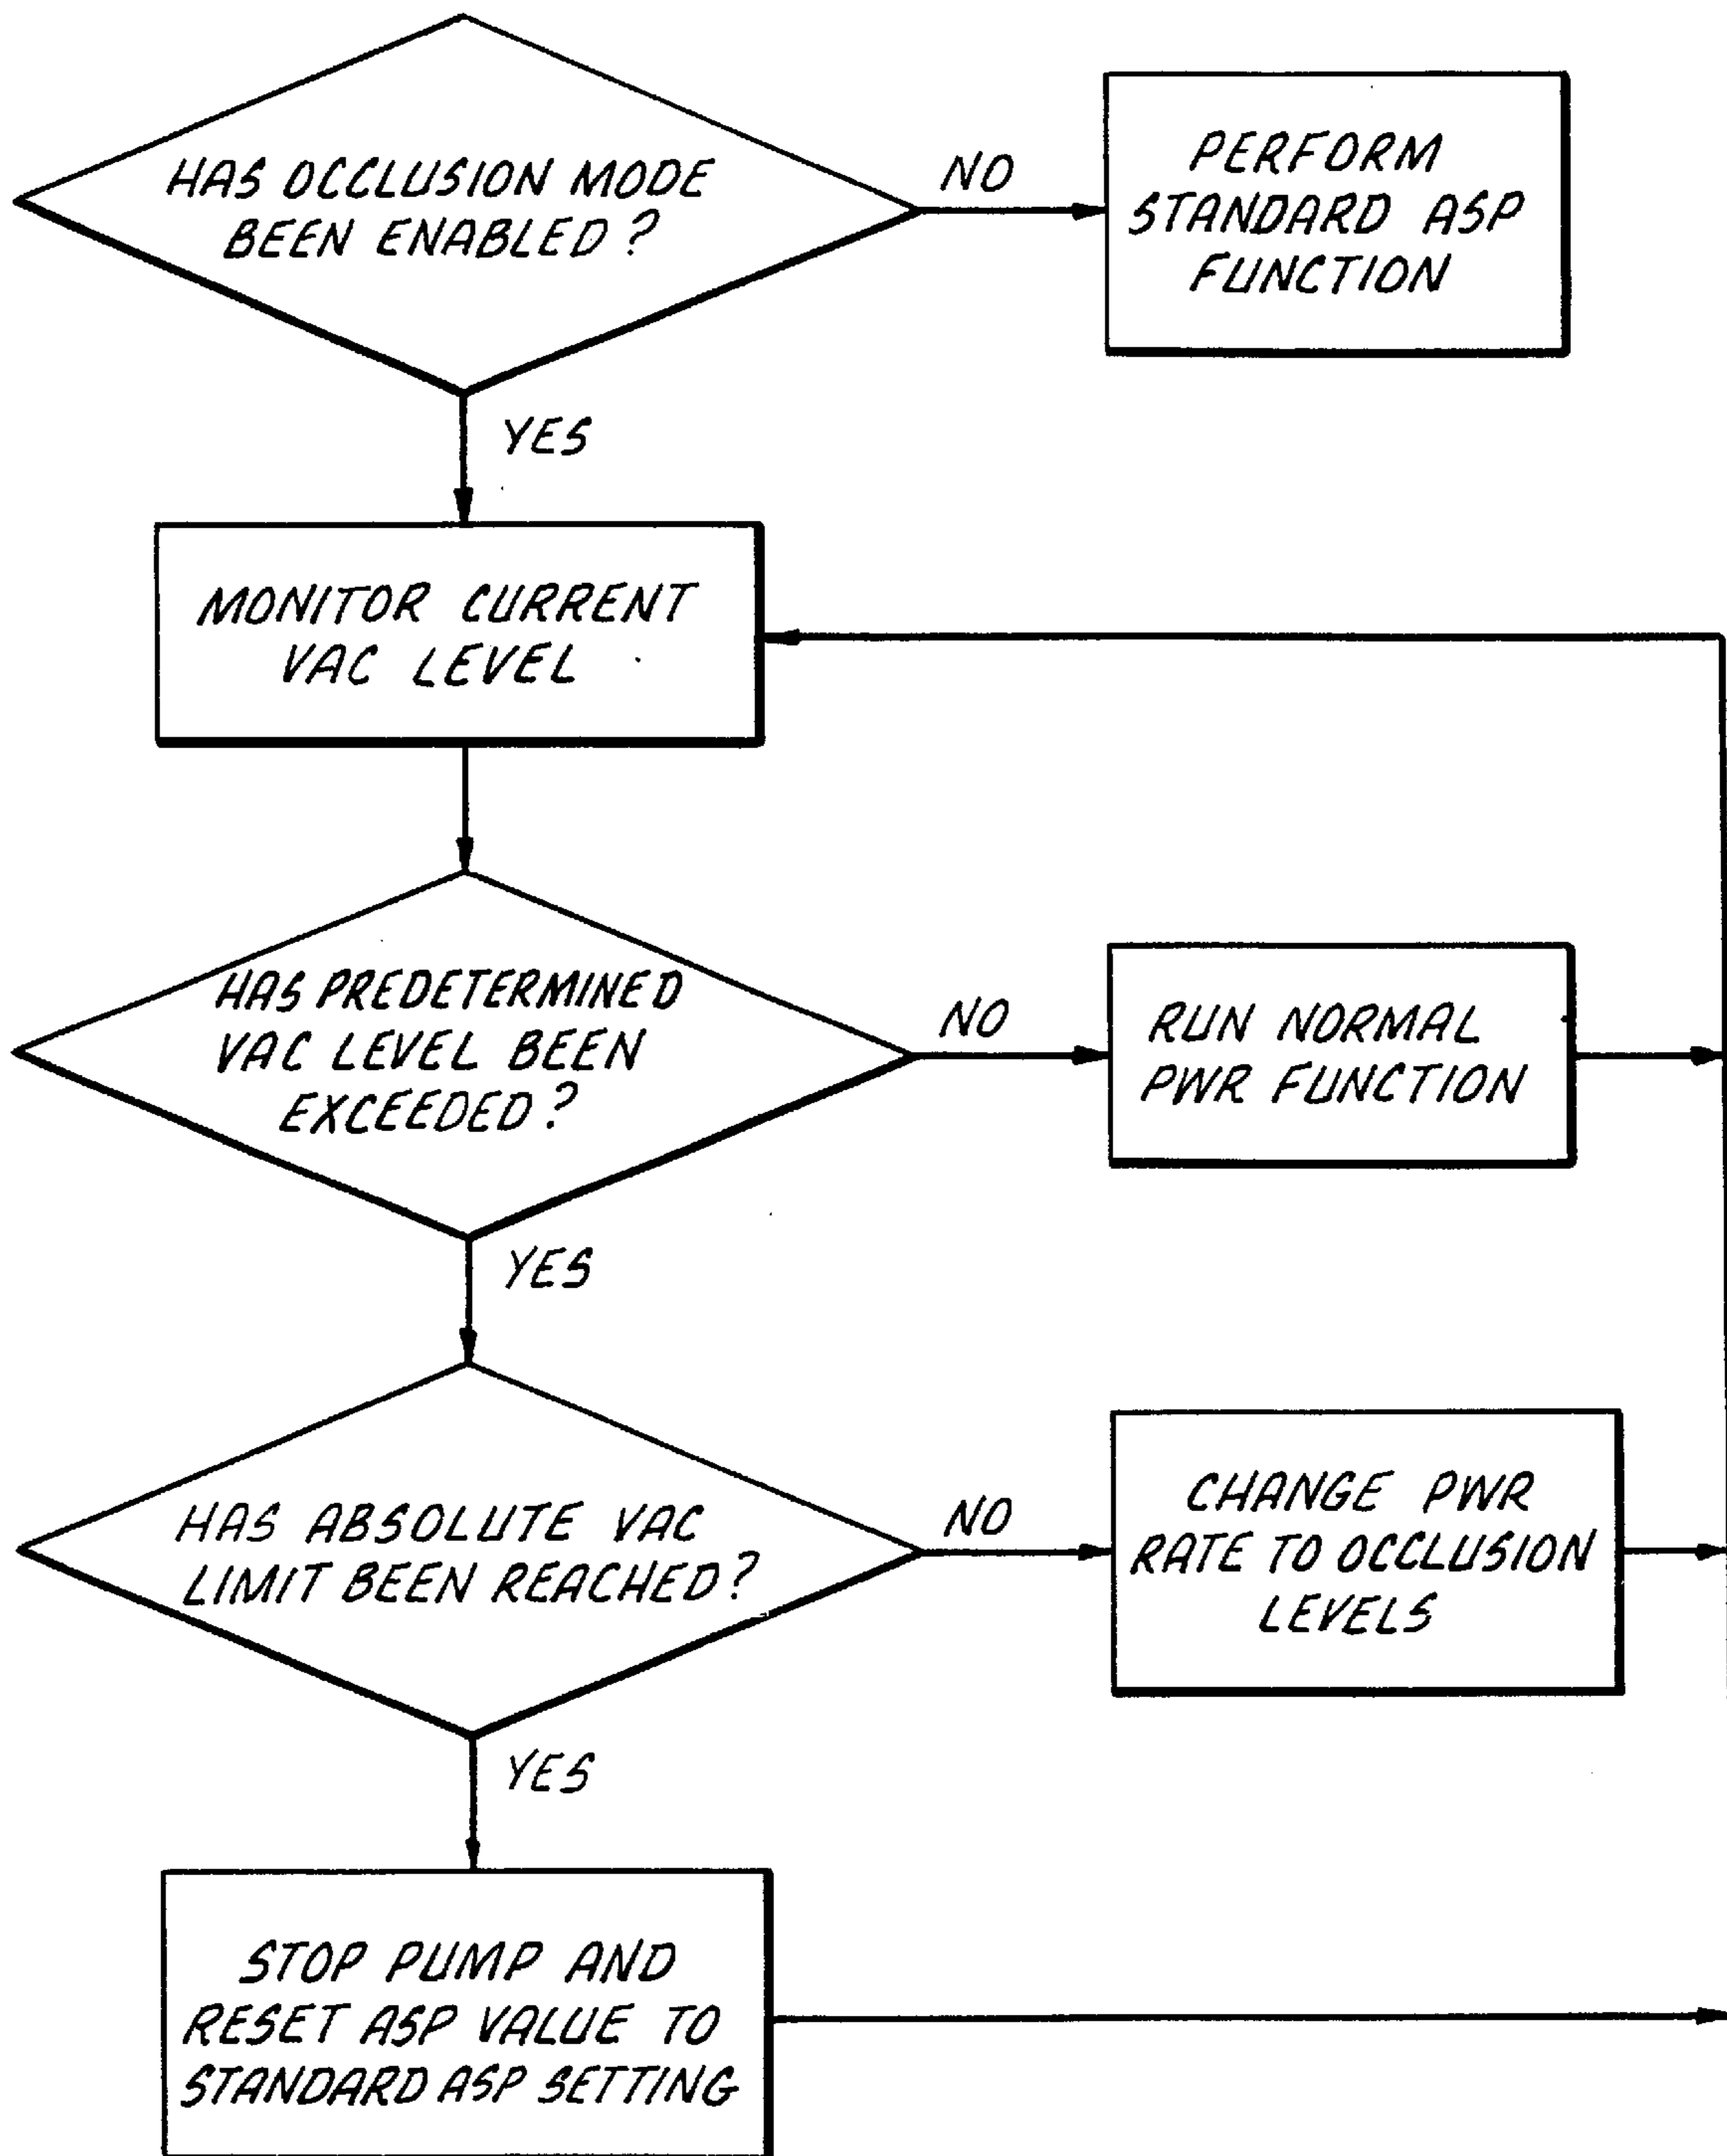 HAS OCCLUSION MODE
BEEN ENABLED?
NO
PERFORM
STANDARD ASP
FUNCTION
YES
MONITOR CURRENT
VAC LEVEL
HAS PREDETERMINED
VAC LEVEL BEEN
EXCEEDED?
NO
RUN NORMAL
PWR FUNCTION
YES
HAS ABSOLUTE VAC
LIMIT BEEN REACHED?
NO
CHANGE PWR
RATE TO OCCLUSION
LEVELS
YES
STOP PUMP AND
RESET ASP VALUE TO
STANDARD ASP SETTING